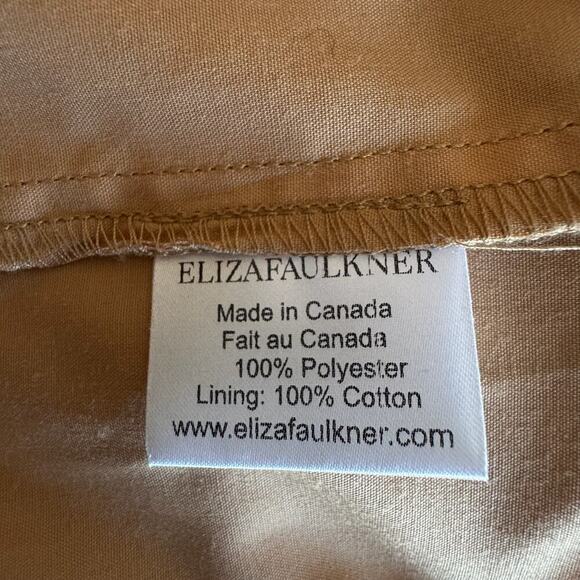 ELIZAFAULKNER
Made in Canada
Fait au Canada
100% Polyester
Lining: 100% Cotton
www.elizafaulkner.com